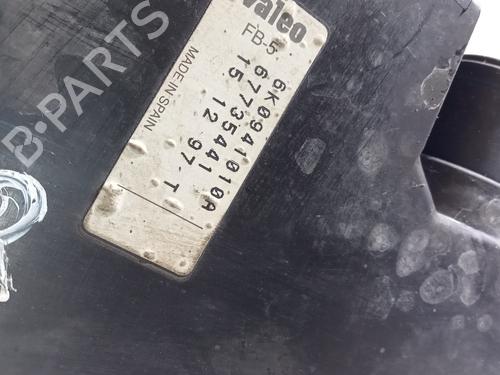 valeo
FB-5
6K0941010A
67735441
15 12 97 T
MADE IN SPAIN
B-PARTS